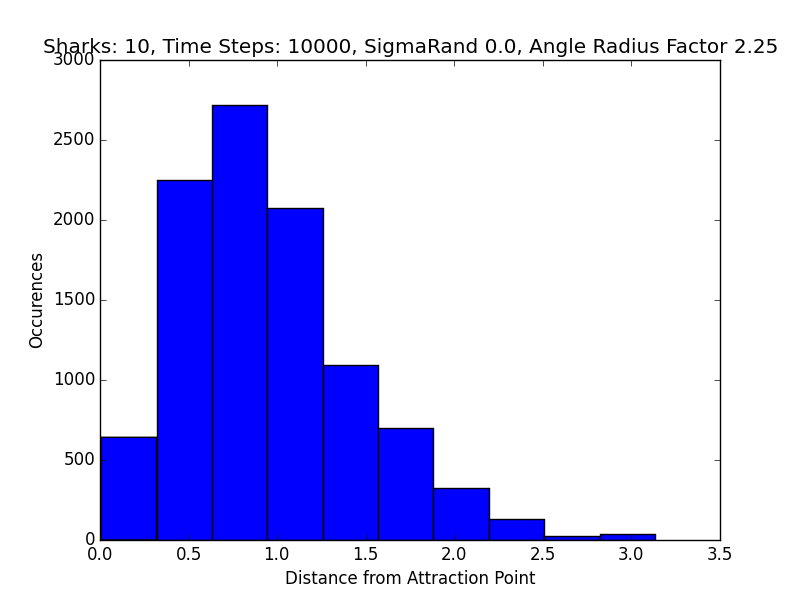 Sharks: 10, Time Steps: 10000, SigmaRand 0.0, Angle Radius Factor 2.25
3000
2500
2000
1500
1000
500
0
Occurences
0.0 0.5 1.0 1.5 2.0 2.5 3.0 3.5
Distance from Attraction Point